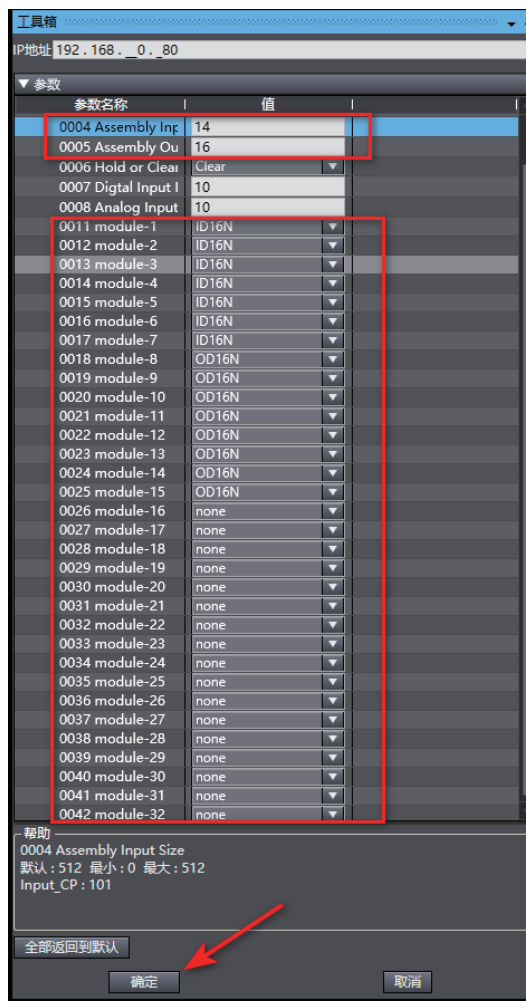 工具箱
IP地址 192 . 168 . __0 . _80
▼ 参数
参数名称 值
0004 Assembly Inp 14
0005 Assembly Ou 16
0006 Hold or Clear Clear
0007 Digtal Input I 10
0008 Analog Input 10
0011 module-1 ID16N
0012 module-2 ID16N
0013 module-3 ID16N
0014 module-4 ID16N
0015 module-5 ID16N
0016 module-6 ID16N
0017 module-7 ID16N
0018 module-8 OD16N
0019 module-9 OD16N
0020 module-10 OD16N
0021 module-11 OD16N
0022 module-12 OD16N
0023 module-13 OD16N
0024 module-14 OD16N
0025 module-15 OD16N
0026 module-16 none
0027 module-17 none
0028 module-18 none
0029 module-19 none
0030 module-20 none
0031 module-21 none
0032 module-22 none
0033 module-23 none
0034 module-24 none
0035 module-25 none
0036 module-26 none
0037 module-27 none
0038 module-28 none
0039 module-29 none
0040 module-30 none
0041 module-31 none
0042 module-32 none
帮助
0004 Assembly Input Size
默认 : 512 最小 : 0 最大 : 512
Input_CP : 101
全部返回到默认
确定 取消